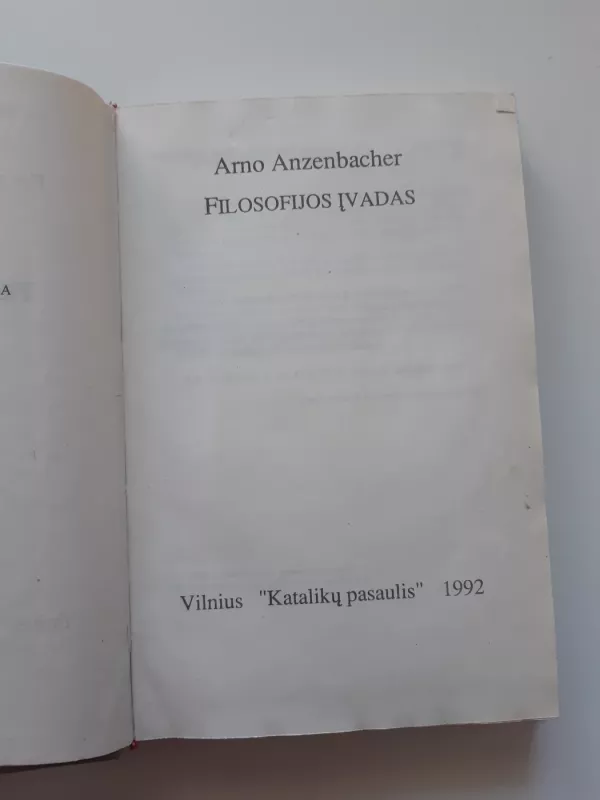 A
Arno Anzenbacher
FILOSOFIJOS ĮVADAS
Vilnius "Katalikų pasaulis" 1992